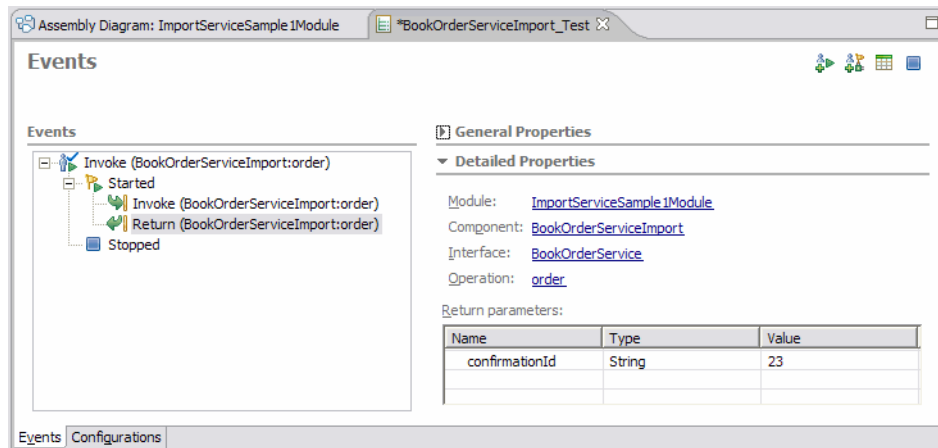 Assembly Diagram: ImportServiceSample1Module
*BookOrderServiceImport_Test
Events
Events
Invoke (BookOrderServiceImport:order)
Started
Invoke (BookOrderServiceImport:order)
Return (BookOrderServiceImport:order)
Stopped
General Properties
Detailed Properties
Module: ImportServiceSample1Module
Component: BookOrderServiceImport
Interface: BookOrderService
Operation: order
Return parameters:
Name Type Value
confirmationId String 23
Events Configurations